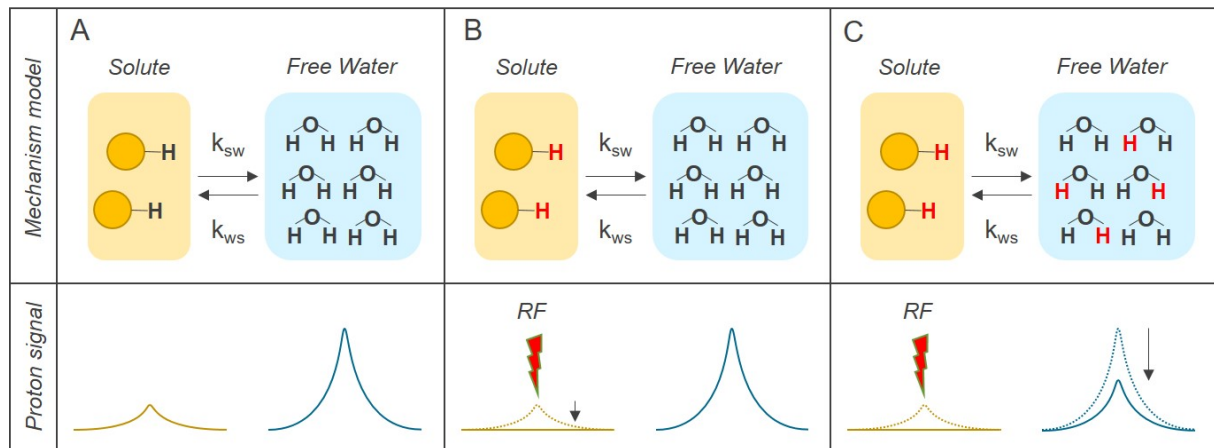 Mechanism model
A
Solute
Free Water
H
H
k_sw
k_ws
O
H H
O
H H
O
H H
O
H H
O
H H
O
H H
B
Solute
Free Water
H
H
k_sw
k_ws
O
H H
O
H H
O
H H
O
H H
O
H H
O
H H
C
Solute
Free Water
H
H
k_sw
k_ws
O
H H
O
H H
O
H H
O
H H
O
H H
O
H H
Proton signal
RF
RF